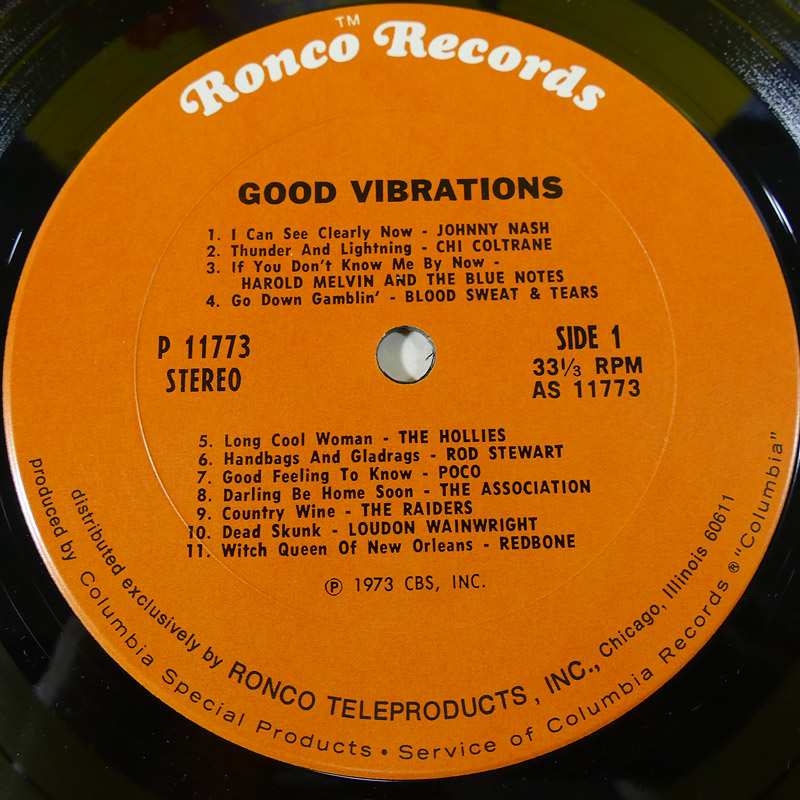 Ronco™ Records
GOOD VIBRATIONS
1. I Can See Clearly Now - JOHNNY NASH
2. Thunder And Lightning - CHI COLTRANE
3. If You Don't Know Me By Now -
HAROLD MELVIN AND THE BLUE NOTES
4. Go Down Gamblin' - BLOOD SWEAT & TEARS
P 11773
STEREO
SIDE 1
33⅓ RPM
AS 11773
5. Long Cool Woman - THE HOLLIES
6. Handbags And Gladrags - ROD STEWART
7. Good Feeling To Know - POCO
8. Darling Be Home Soon - THE ASSOCIATION
9. Country Wine - THE RAIDERS
10. Dead Skunk - LOUDON WAINWRIGHT
11. Witch Queen Of New Orleans - REDBONE
℗ 1973 CBS, INC.
distributed exclusively by RONCO TELEPRODUCTS, INC., Chicago, Illinois 60611
produced by Columbia Special Products • Service of Columbia Records ® "Columbia"